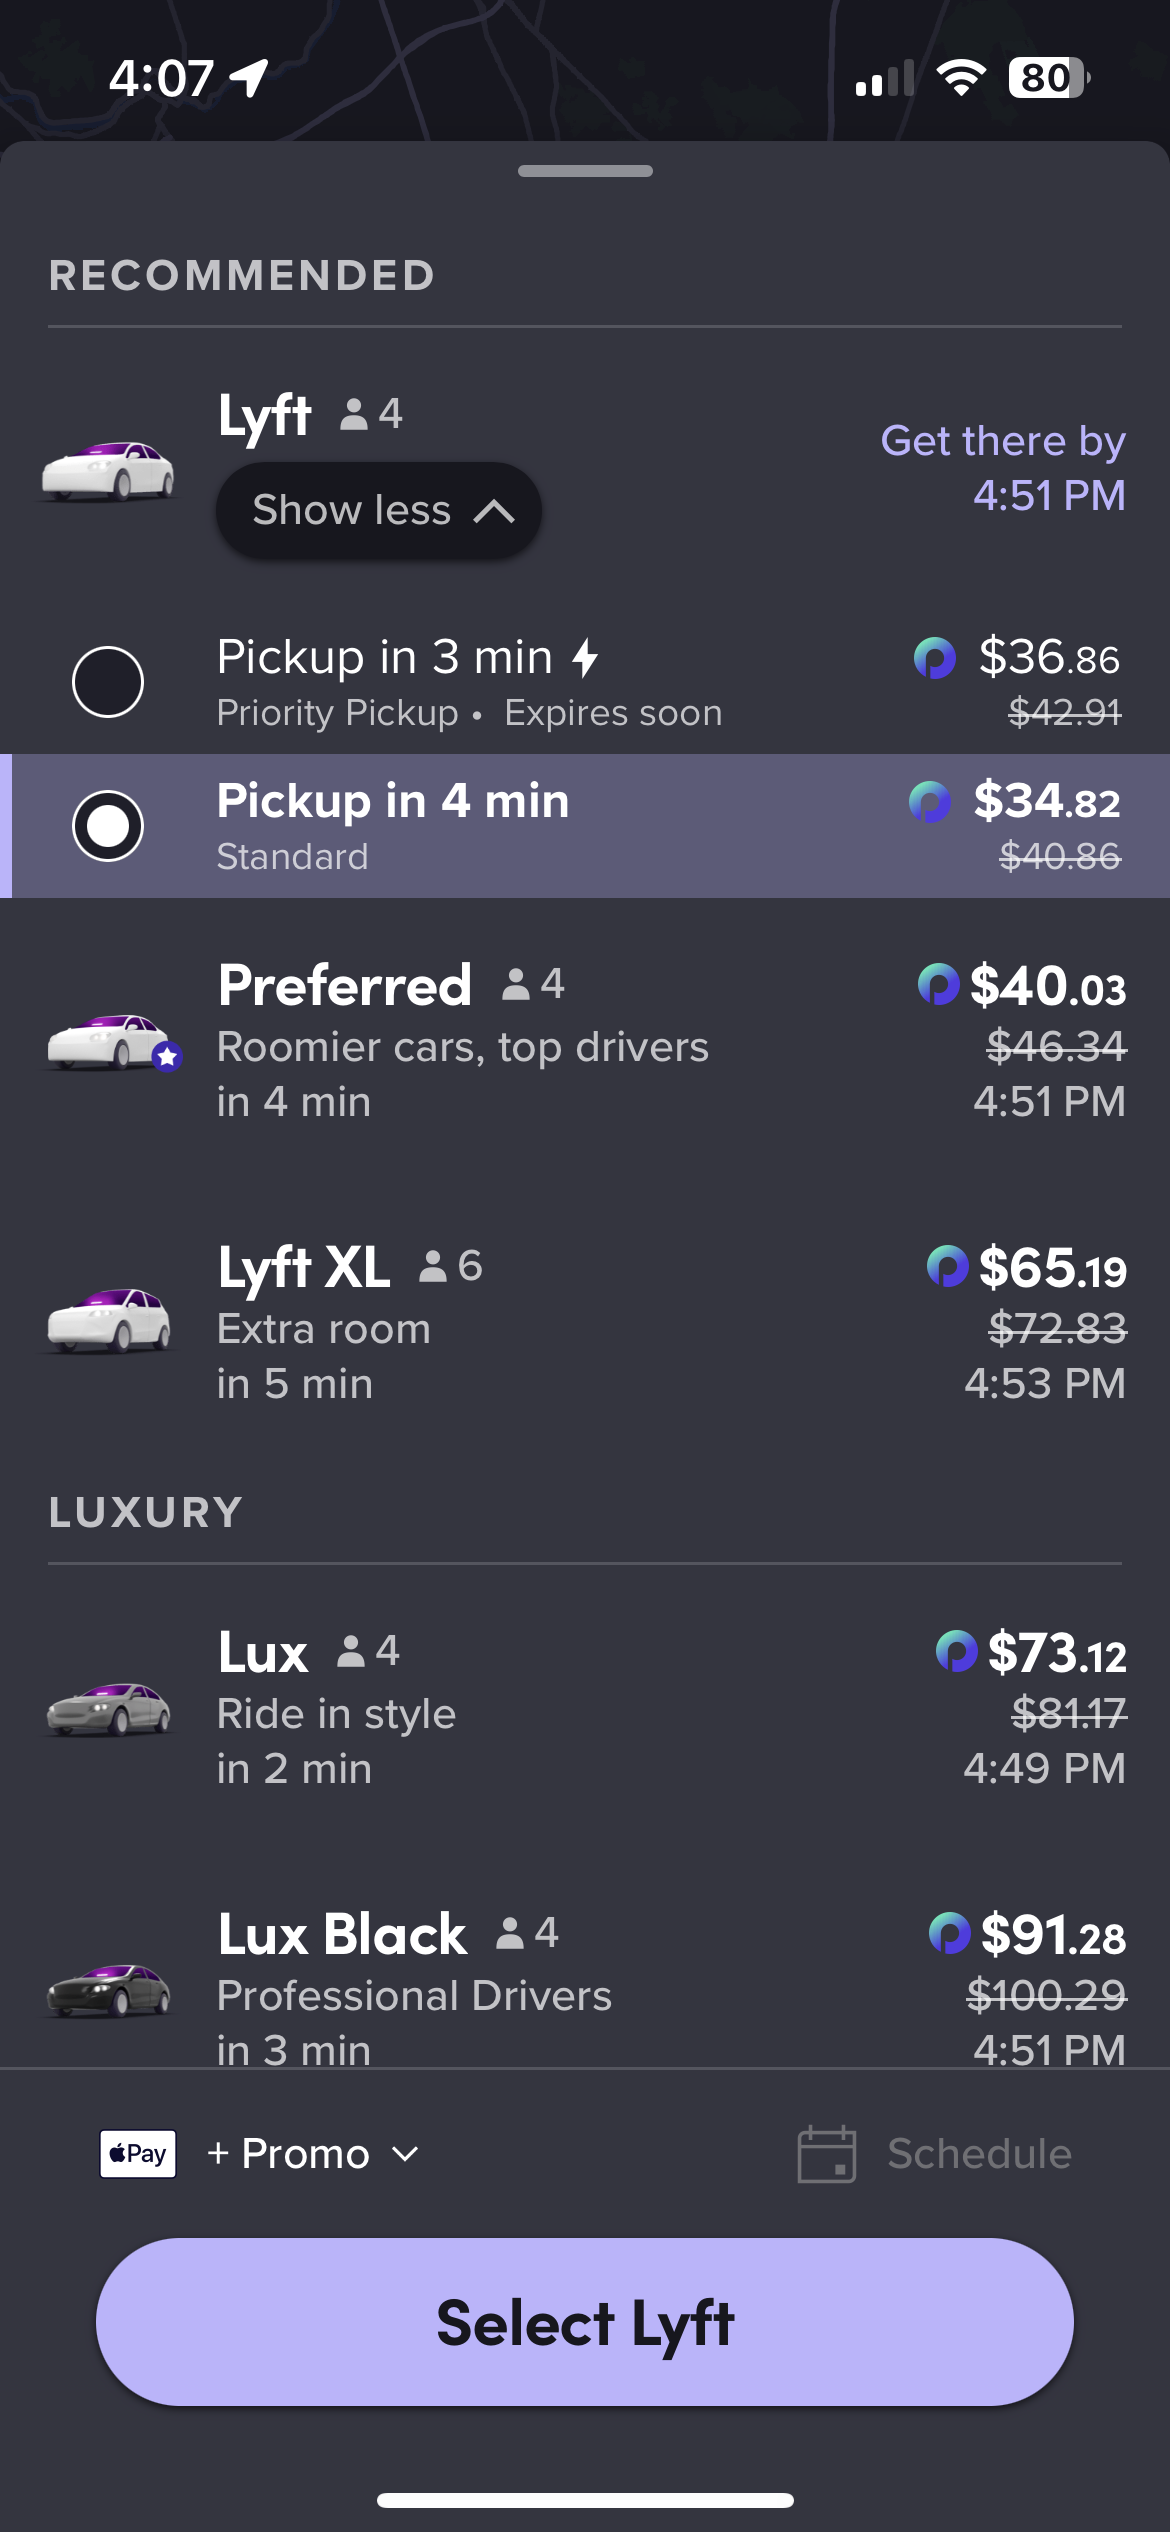 4:07
80
RECOMMENDED
Lyft 4
Get there by
4:51 PM
Show less
Pickup in 3 min $36.86
Priority Pickup • Expires soon $42.91
Pickup in 4 min $34.82
Standard $40.86
Preferred 4 $40.03
Roomier cars, top drivers $46.34
in 4 min 4:51 PM
Lyft XL 6 $65.19
Extra room $72.83
in 5 min 4:53 PM
LUXURY
Lux 4 $73.12
Ride in style $81.17
in 2 min 4:49 PM
Lux Black 4 $91.28
Professional Drivers $100.29
in 3 min 4:51 PM
Pay + Promo Schedule
Select Lyft